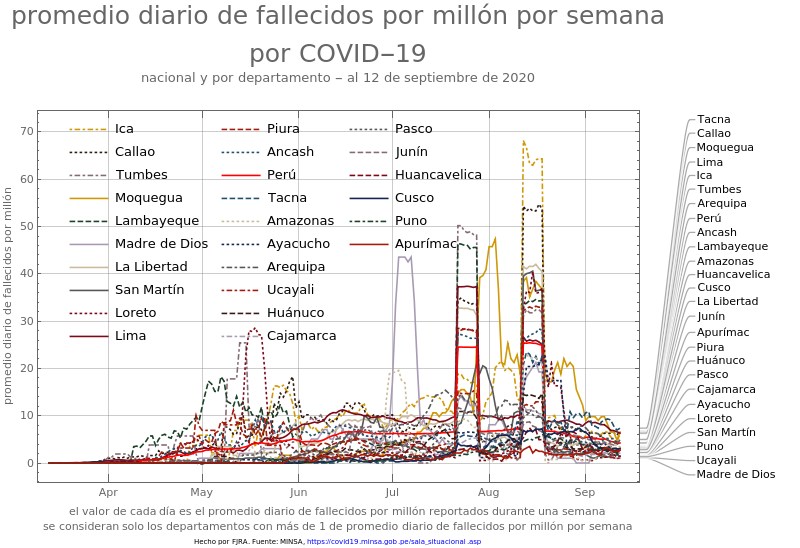 promedio diario de fallecidos por millón por semana
por COVID‒19
nacional y por departamento ‒ al 12 de septiembre de 2020
promedio diario de fallecidos por millón
70
60
50
40
30
20
10
0
Ica
Callao
Tumbes
Moquegua
Lambayeque
Madre de Dios
La Libertad
San Martín
Loreto
Lima
Piura
Ancash
Perú
Tacna
Amazonas
Ayacucho
Arequipa
Ucayali
Huánuco
Cajamarca
Pasco
Junín
Huancavelica
Cusco
Puno
Apurímac
Apr
May
Jun
Jul
Aug
Sep
Tacna
Callao
Moquegua
Lima
Ica
Tumbes
Arequipa
Perú
Ancash
Lambayeque
Amazonas
Huancavelica
Cusco
La Libertad
Junín
Apurímac
Piura
Huánuco
Pasco
Cajamarca
Ayacucho
Loreto
San Martín
Puno
Ucayali
Madre de Dios
el valor de cada día es el promedio diario de fallecidos por millón reportados durante una semana
se consideran solo los departamentos con más de 1 de promedio diario de fallecidos por millón por semana
Hecho por FJRA. Fuente: MINSA, https://covid19.minsa.gob.pe/sala_situacional .asp